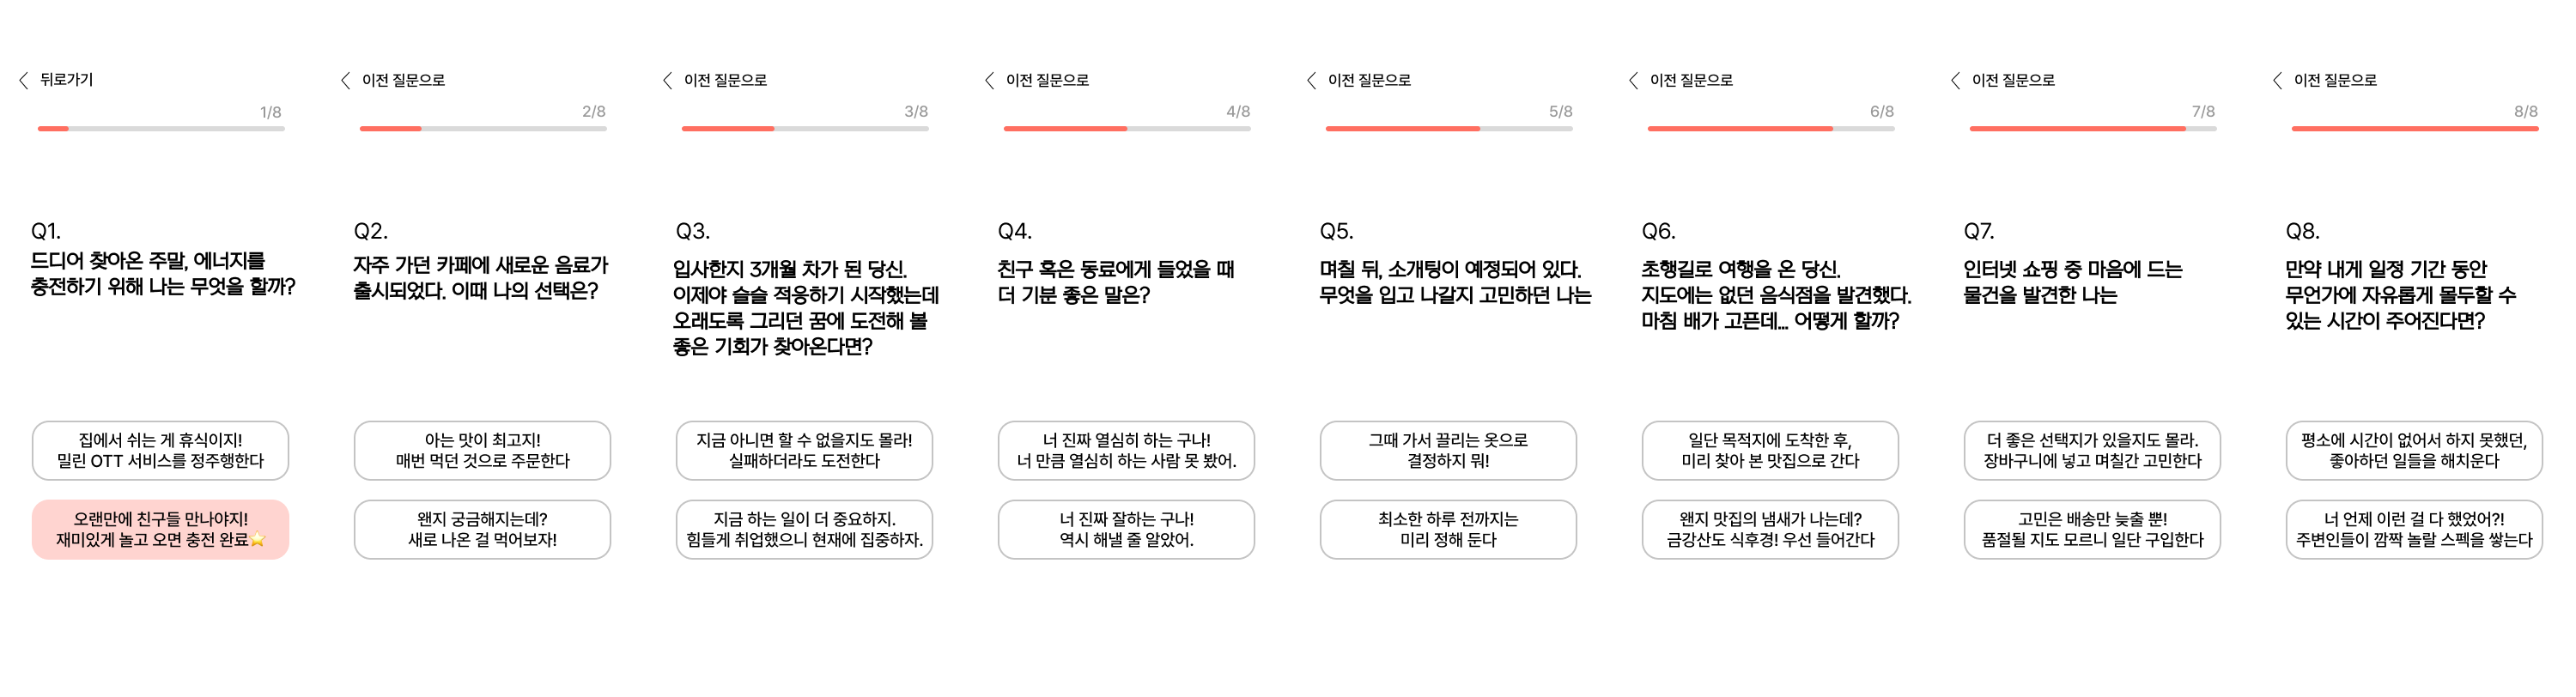 뒤로가기
1/8
Q1.
드디어 찾아온 주말, 에너지를
충전하기 위해 나는 무엇을 할까?
집에서 쉬는 게 휴식이지!
밀린 OTT 서비스를 정주행한다
오랜만에 친구들 만나야지!
재미있게 놀고 오면 충전 완료⭐
이전 질문으로
2/8
Q2.
자주 가던 카페에 새로운 음료가
출시되었다. 이때 나의 선택은?
아는 맛이 최고지!
매번 먹던 것으로 주문한다
왠지 궁금해지는데?
새로 나온 걸 먹어보자!
이전 질문으로
3/8
Q3.
입사한지 3개월 차가 된 당신.
이제야 슬슬 적응하기 시작했는데
오래도록 그리던 꿈에 도전해 볼
좋은 기회가 찾아온다면?
지금 아니면 할 수 없을지도 몰라!
실패하더라도 도전한다
지금 하는 일이 더 중요하지.
힘들게 취업했으니 현재에 집중하자.
이전 질문으로
4/8
Q4.
친구 혹은 동료에게 들었을 때
더 기분 좋은 말은?
너 진짜 열심히 하는 구나!
너 만큼 열심히 하는 사람 못 봤어.
너 진짜 잘하는 구나!
역시 해낼 줄 알았어.
이전 질문으로
5/8
Q5.
며칠 뒤, 소개팅이 예정되어 있다.
무엇을 입고 나갈지 고민하던 나는
그때 가서 끌리는 옷으로
결정하지 뭐!
최소한 하루 전까지는
미리 정해 둔다
이전 질문으로
6/8
Q6.
초행길로 여행을 온 당신.
지도에는 없던 음식점을 발견했다.
마침 배가 고픈데... 어떻게 할까?
일단 목적지에 도착한 후,
미리 찾아 본 맛집으로 간다
왠지 맛집의 냄새가 나는데?
금강산도 식후경! 우선 들어간다
이전 질문으로
7/8
Q7.
인터넷 쇼핑 중 마음에 드는
물건을 발견한 나는
더 좋은 선택지가 있을지도 몰라.
장바구니에 넣고 며칠간 고민한다
고민은 배송만 늦출 뿐!
품절될 지도 모르니 일단 구입한다
이전 질문으로
8/8
Q8.
만약 내게 일정 기간 동안
무언가에 자유롭게 몰두할 수
있는 시간이 주어진다면?
평소에 시간이 없어서 하지 못했던,
좋아하던 일들을 해치운다
너 언제 이런 걸 다 했었어?!
주변인들이 깜짝 놀랄 스펙을 쌓는다